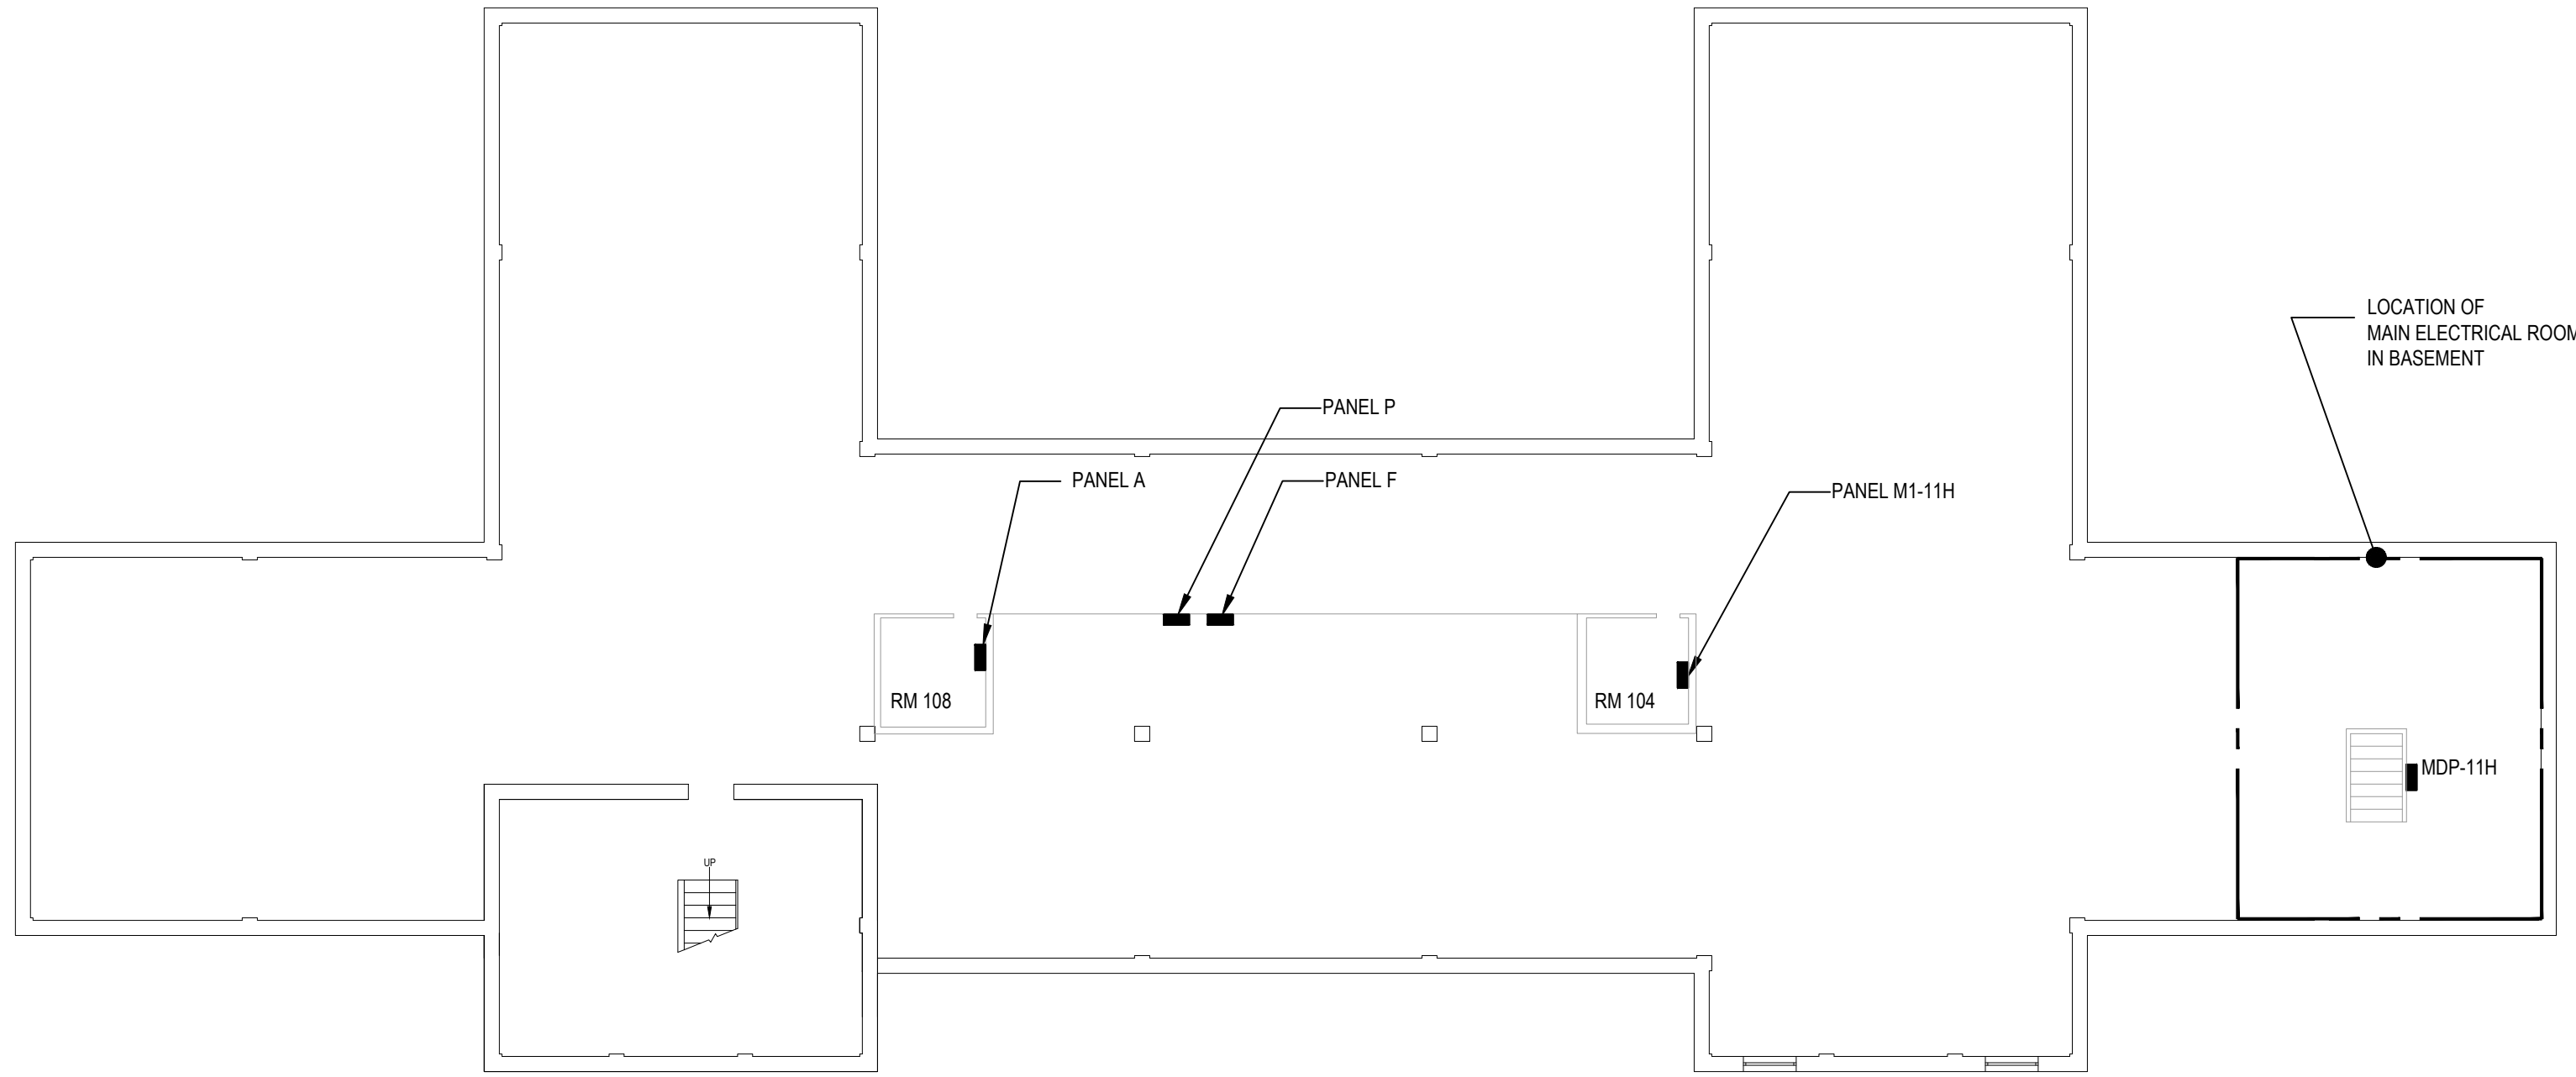 LOCATION OF
MAIN ELECTRICAL ROOM
IN BASEMENT
PANEL P
PANEL A
PANEL F
PANEL M1-11H
RM 108
RM 104
MDP-11H
UP